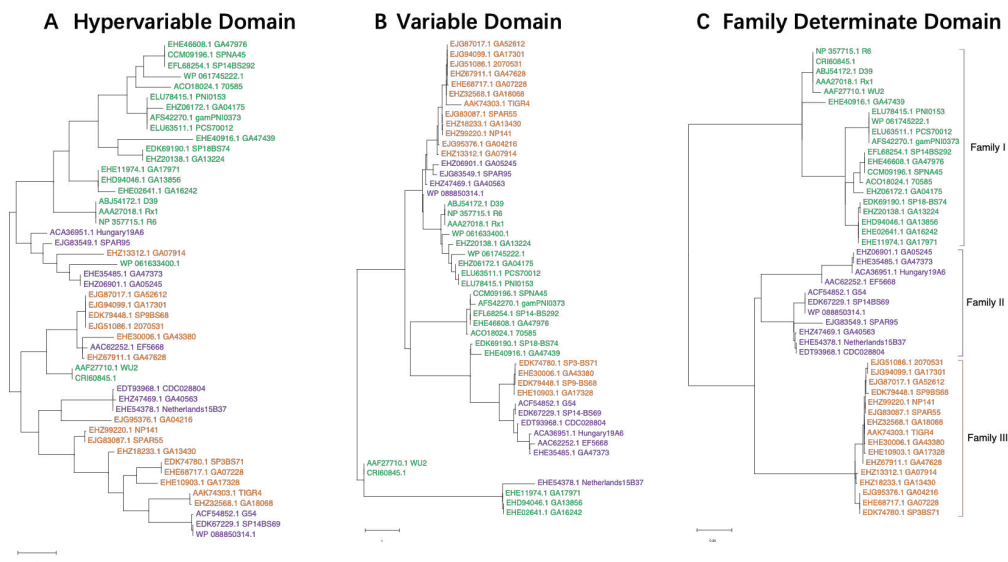 A Hypervariable Domain
EHE46608.1 GA47976
CCM09196.1 SPNA45
EFL68254.1 SP14BS292
WP 061745222.1
ACO18024.1 70585
ELU78415.1 PNI0153
EHZ06172.1 GA04175
AFS42270.1 gamPNI0373
ELU63511.1 PCS70012
EHE40916.1 GA47439
EDK69190.1 SP18BS74
EHZ20138.1 GA13224
EHE11974.1 GA17971
EHD94046.1 GA13856
EHE02641.1 GA16242
ABJ54172.1 D39
AAA27018.1 Rx1
NP 357715.1 R6
ACA36951.1 Hungary19A6
EJG83549.1 SPAR95
EHZ13312.1 GA07914
WP 061633400.1
EHE35485.1 GA47373
EHZ06901.1 GA05245
EJG87017.1 GA52612
EJG94099.1 GA17301
EDK79448.1 SP9BS68
EJG51086.1 2070531
EHE30006.1 GA43380
AAC62252.1 EF5668
EHZ67911.1 GA47628
AAF27710.1 WU2
CRI60845.1
EDT93968.1 CDC028804
EHZ47469.1 GA40563
EHE54378.1 Netherlands15B37
EJG95376.1 GA04216
EHZ99220.1 NP141
EJG83087.1 SPAR55
EHZ18233.1 GA13430
EDK74780.1 SP3BS71
EHE68717.1 GA07228
EHE10903.1 GA17328
AAK74303.1 TIGR4
EHZ32568.1 GA18068
ACF54852.1 G54
EDK67229.1 SP14BS69
WP 088850314.1
B Variable Domain
EJG87017.1 GA52612
EJG94099.1 GA17301
EJG51086.1 2070531
EHZ67911.1 GA47628
EHE68717.1 GA07228
EHZ32568.1 GA18068
AAK74303.1 TIGR4
EJG83087.1 SPAR55
EHZ18233.1 GA13430
EHZ99220.1 NP141
EJG95376.1 GA04216
EHZ13312.1 GA07914
EHZ06901.1 GA05245
EJG83549.1 SPAR95
EHZ47469.1 GA40563
WP 088850314.1
ABJ54172.1 D39
NP 357715.1 R6
AAA27018.1 Rx1
WP 061633400.1
EHZ20138.1 GA13224
WP 061745222.1
EHZ06172.1 GA04175
ELU63511.1 PCS70012
ELU78415.1 PNI0153
CCM09196.1 SPNA45
AFS42270.1 gamPNI0373
EFL68254.1 SP14-BS292
EHE46608.1 GA47976
ACO18024.1 70585
EDK69190.1 SP18-BS74
EHE40916.1 GA47439
EDK74780.1 SP3-BS71
EHE30006.1 GA43380
EDK79448.1 SP9-BS68
EHE10903.1 GA17328
ACF54852.1 G54
EDK67229.1 SP14-BS69
EDT93968.1 CDC028804
ACA36951.1 Hungary19A6
AAC62252.1 EF5668
EHE35485.1 GA47373
AAF27710.1 WU2
CRI60845.1
EHE54378.1 Netherlands15B37
EHE11974.1 GA17971
EHD94046.1 GA13856
EHE02641.1 GA16242
C Family Determinate Domain
NP 357715.1 R6
CRI60845.1
ABJ54172.1 D39
AAA27018.1 Rx1
AAF27710.1 WU2
EHE40916.1 GA47439
ELU78415.1 PNI0153
WP 061745222.1
ELU63511.1 PCS70012
AFS42270.1 gamPNI0373
EFL68254.1 SP14BS292
EHE46608.1 GA47976
CCM09196.1 SPNA45
ACO18024.1 70585
EHZ06172.1 GA04175
EDK69190.1 SP18-BS74
EHZ20138.1 GA13224
EHD94046.1 GA13856
EHE02641.1 GA16242
EHE11974.1 GA17971
Family I
EHZ06901.1 GA05245
EHE35485.1 GA47373
ACA36951.1 Hungary19A6
AAC62252.1 EF5668
ACF54852.1 G54
EDK67229.1 SP14BS69
WP 088850314.1
EJG83549.1 SPAR95
EHZ47469.1 GA40563
EHE54378.1 Netherlands15B37
EDT93968.1 CDC028804
Family II
EJG51086.1 2070531
EJG94099.1 GA17301
EJG87017.1 GA52612
EDK79448.1 SP9BS68
EHZ99220.1 NP141
EJG83087.1 SPAR55
EHZ32568.1 GA18068
AAK74303.1 TIGR4
EHE30006.1 GA43380
EHE10903.1 GA17328
EHZ67911.1 GA47628
EHZ13312.1 GA07914
EHZ18233.1 GA13430
EJG95376.1 GA04216
EHE68717.1 GA07228
EDK74780.1 SP3BS71
Family III